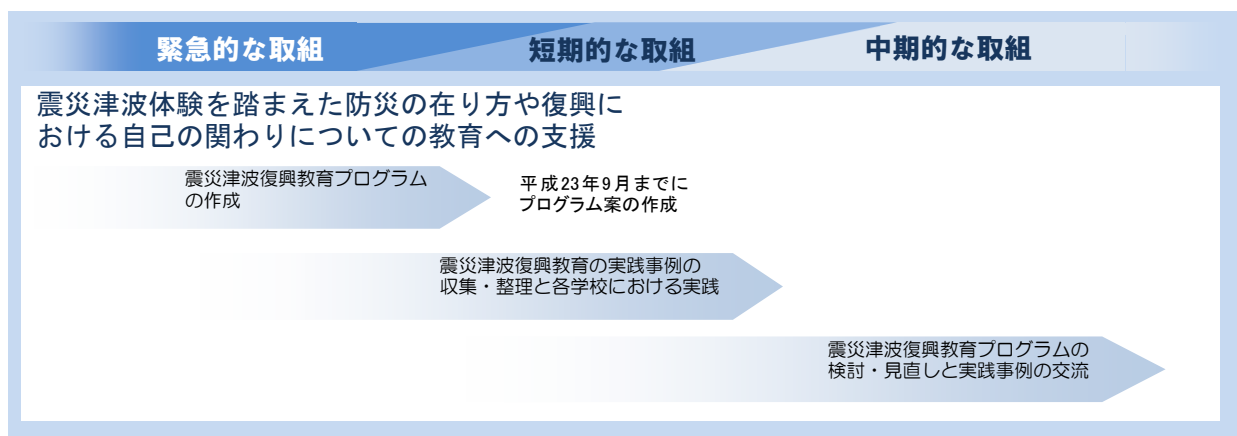 緊急的な取組
短期的な取組
中期的な取組
震災津波体験を踏まえた防災の在り方や復興に
おける自己の関わりについての教育への支援
震災津波復興教育プログラム
の作成
平成23年9月までに
プログラム案の作成
震災津波復興教育の実践事例の
収集・整理と各学校における実践
震災津波復興教育プログラムの
検討・見直しと実践事例の交流